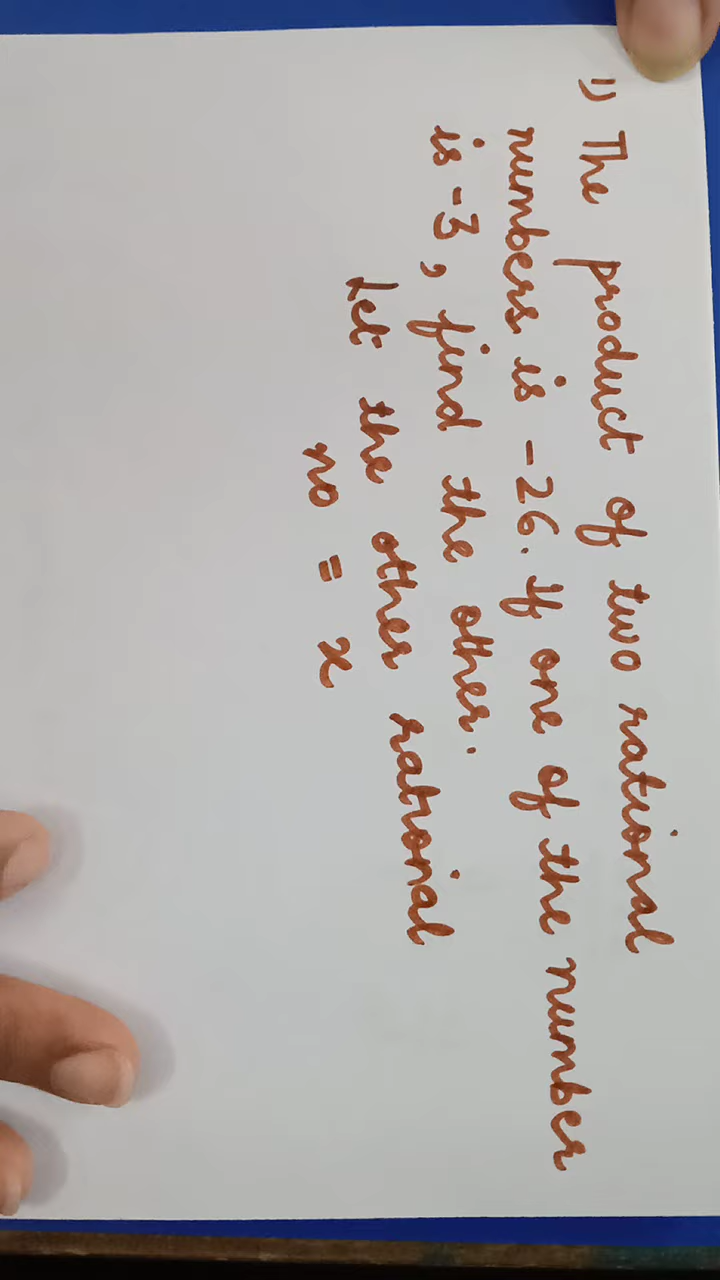 1) The product of two rational
numbers is -26. If one of the number
is -3, find the other.
Let the other rational
no = x